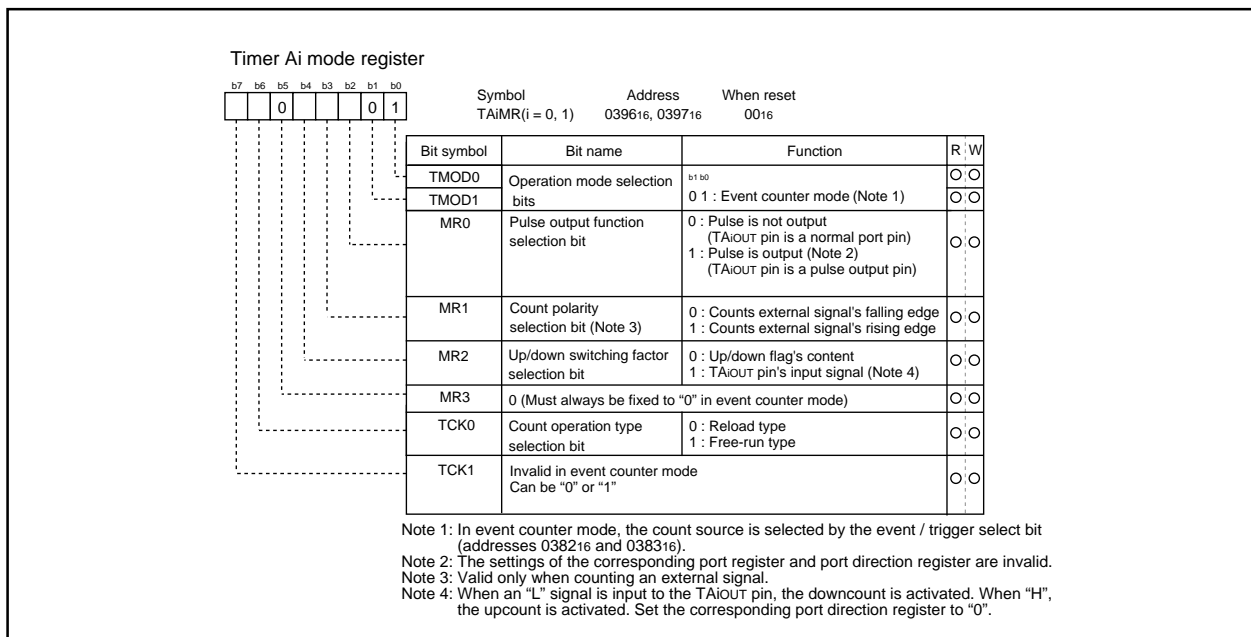 Timer Ai mode register
b7 b6 b5 b4 b3 b2 b1 b0
0 0 1
Symbol Address When reset
TAiMR(i = 0, 1) 039616, 039716 0016
Bit symbol Bit name Function R W
TMOD0 Operation mode selection bits b1 b0
TMOD1 0 1 : Event counter mode (Note 1)
MR0 Pulse output function 0 : Pulse is not output
selection bit (TAiOUT pin is a normal port pin)
1 : Pulse is output (Note 2)
(TAiOUT pin is a pulse output pin)
MR1 Count polarity 0 : Counts external signal's falling edge
selection bit (Note 3) 1 : Counts external signal's rising edge
MR2 Up/down switching factor 0 : Up/down flag's content
selection bit 1 : TAiOUT pin's input signal (Note 4)
MR3 0 (Must always be fixed to “0” in event counter mode)
TCK0 Count operation type 0 : Reload type
selection bit 1 : Free-run type
TCK1 Invalid in event counter mode
Can be “0” or “1”
Note 1: In event counter mode, the count source is selected by the event / trigger select bit
(addresses 038216 and 038316).
Note 2: The settings of the corresponding port register and port direction register are invalid.
Note 3: Valid only when counting an external signal.
Note 4: When an “L” signal is input to the TAiOUT pin, the downcount is activated. When “H”,
the upcount is activated. Set the corresponding port direction register to “0”.